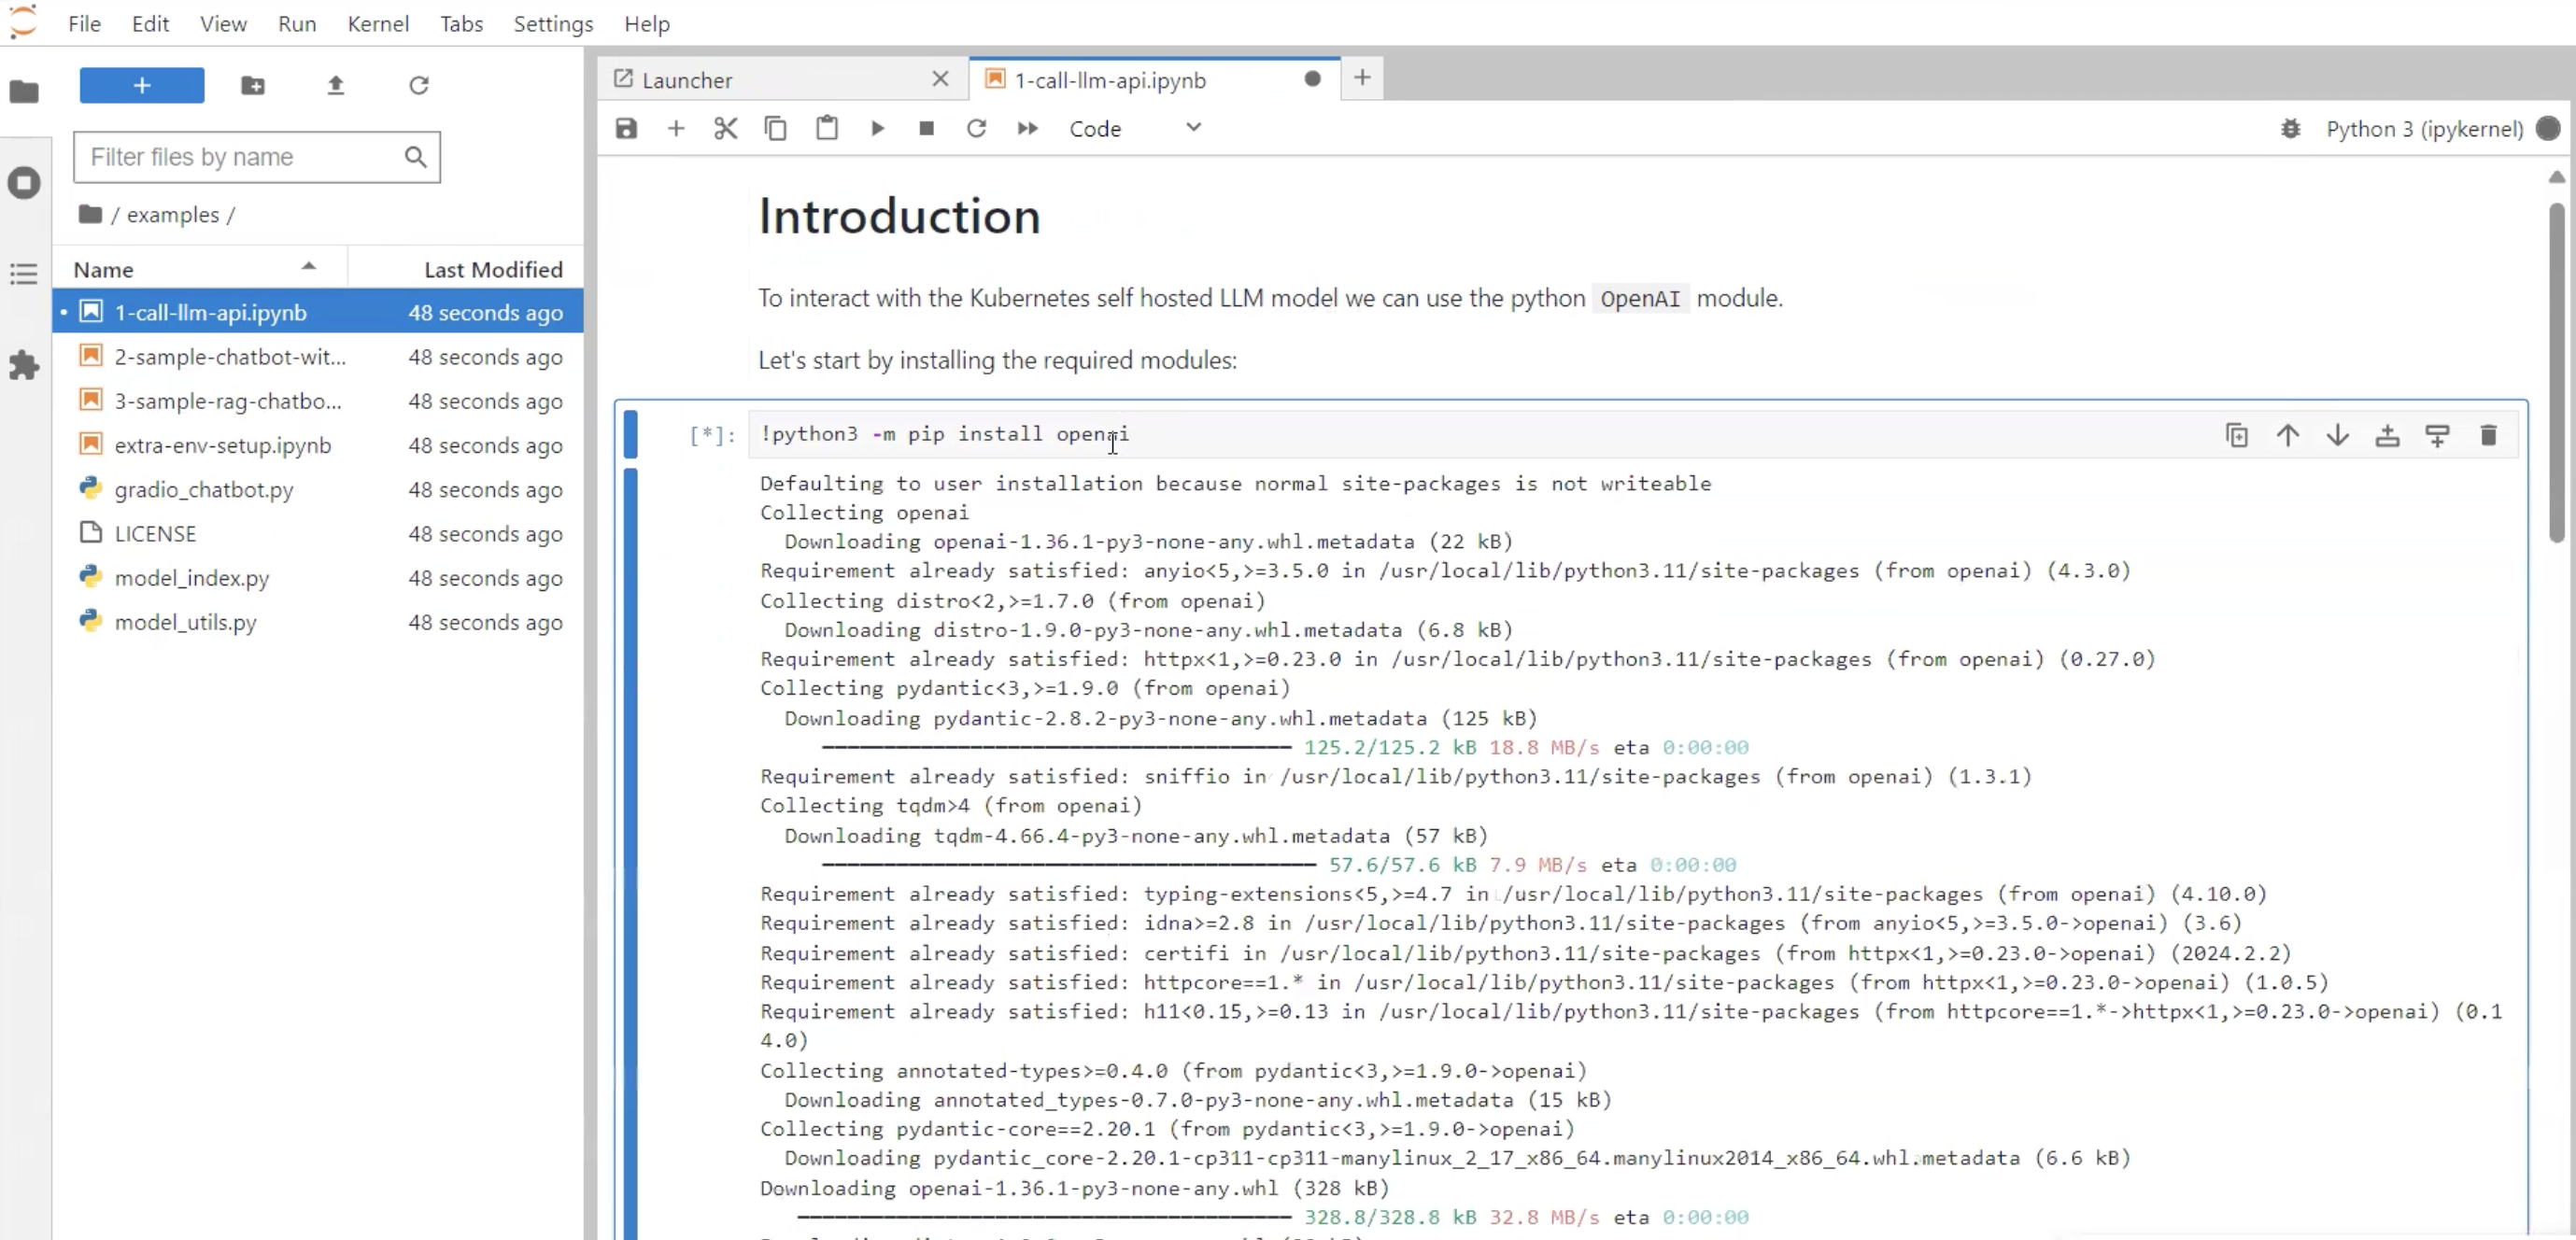 File Edit View Run Kernel Tabs Settings Help
Launcher
1-call-llm-api.ipynb
Filter files by name
Code
Python 3 (ipykernel)
/ examples /
Name Last Modified
1-call-llm-api.ipynb 48 seconds ago
2-sample-chatbot-wit... 48 seconds ago
3-sample-rag-chatbo... 48 seconds ago
extra-env-setup.ipynb 48 seconds ago
gradio_chatbot.py 48 seconds ago
LICENSE 48 seconds ago
model_index.py 48 seconds ago
model_utils.py 48 seconds ago
Introduction
To interact with the Kubernetes self hosted LLM model we can use the python OpenAI module.
Let's start by installing the required modules:
[*]: !python3 -m pip install openai
Defaulting to user installation because normal site-packages is not writeable
Collecting openai
Downloading openai-1.36.1-py3-none-any.whl.metadata (22 kB)
Requirement already satisfied: anyio<5,>=3.5.0 in /usr/local/lib/python3.11/site-packages (from openai) (4.3.0)
Collecting distro<2,>=1.7.0 (from openai)
Downloading distro-1.9.0-py3-none-any.whl.metadata (6.8 kB)
Requirement already satisfied: httpx<1,>=0.23.0 in /usr/local/lib/python3.11/site-packages (from openai) (0.27.0)
Collecting pydantic<3,>=1.9.0 (from openai)
Downloading pydantic-2.8.2-py3-none-any.whl.metadata (125 kB)
125.2/125.2 kB 18.8 MB/s eta 0:00:00
Requirement already satisfied: sniffio in /usr/local/lib/python3.11/site-packages (from openai) (1.3.1)
Collecting tqdm>4 (from openai)
Downloading tqdm-4.66.4-py3-none-any.whl.metadata (57 kB)
57.6/57.6 kB 7.9 MB/s eta 0:00:00
Requirement already satisfied: typing-extensions<5,>=4.7 in /usr/local/lib/python3.11/site-packages (from openai) (4.10.0)
Requirement already satisfied: idna>=2.8 in /usr/local/lib/python3.11/site-packages (from anyio<5,>=3.5.0->openai) (3.6)
Requirement already satisfied: certifi in /usr/local/lib/python3.11/site-packages (from httpx<1,>=0.23.0->openai) (2024.2.2)
Requirement already satisfied: httpcore==1.* in /usr/local/lib/python3.11/site-packages (from httpx<1,>=0.23.0->openai) (1.0.5)
Requirement already satisfied: h11<0.15,>=0.13 in /usr/local/lib/python3.11/site-packages (from httpcore==1.*->httpx<1,>=0.23.0->openai) (0.1
4.0)
Collecting annotated-types>=0.4.0 (from pydantic<3,>=1.9.0->openai)
Downloading annotated_types-0.7.0-py3-none-any.whl.metadata (15 kB)
Collecting pydantic-core==2.20.1 (from pydantic<3,>=1.9.0->openai)
Downloading pydantic_core-2.20.1-cp311-cp311-manylinux_2_17_x86_64.manylinux2014_x86_64.whl.metadata (6.6 kB)
Downloading openai-1.36.1-py3-none-any.whl (328 kB)
328.8/328.8 kB 32.8 MB/s eta 0:00:00